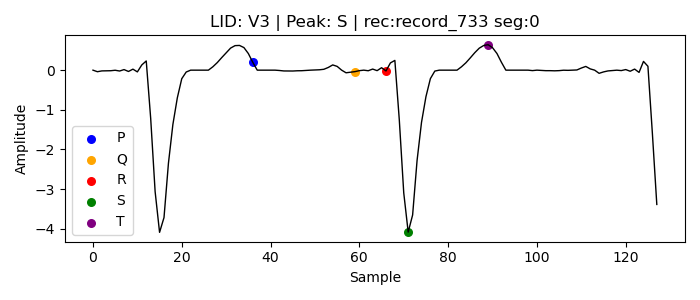 LID: V3 | Peak: S | rec:record_733 seg:0
Amplitude
0
−1
−2
−3
−4
P
Q
R
S
T
0 20 40 60 80 100 120
Sample